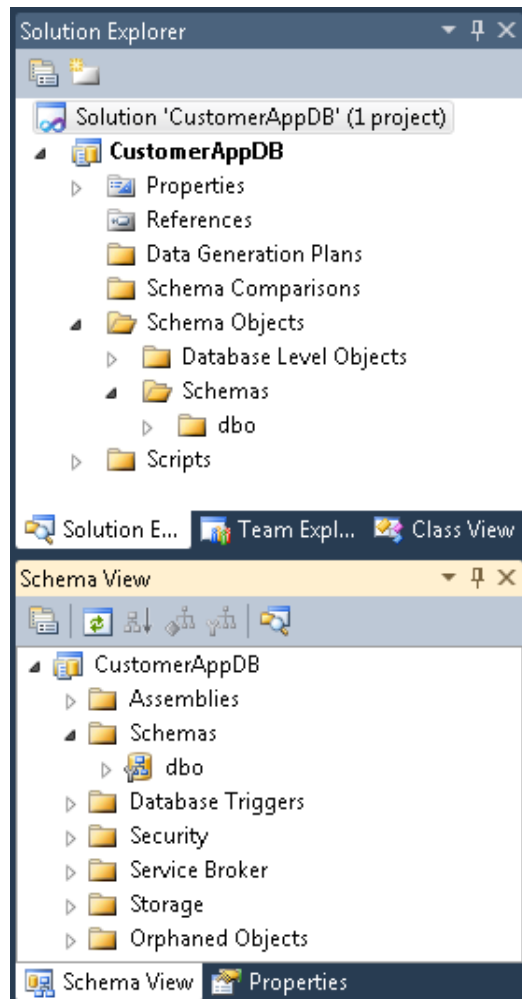 Solution Explorer
Solution 'CustomerAppDB' (1 project)
CustomerAppDB
Properties
References
Data Generation Plans
Schema Comparisons
Schema Objects
Database Level Objects
Schemas
dbo
Scripts
Solution E... Team Expl... Class View
Schema View
CustomerAppDB
Assemblies
Schemas
dbo
Database Triggers
Security
Service Broker
Storage
Orphaned Objects
Schema View Properties